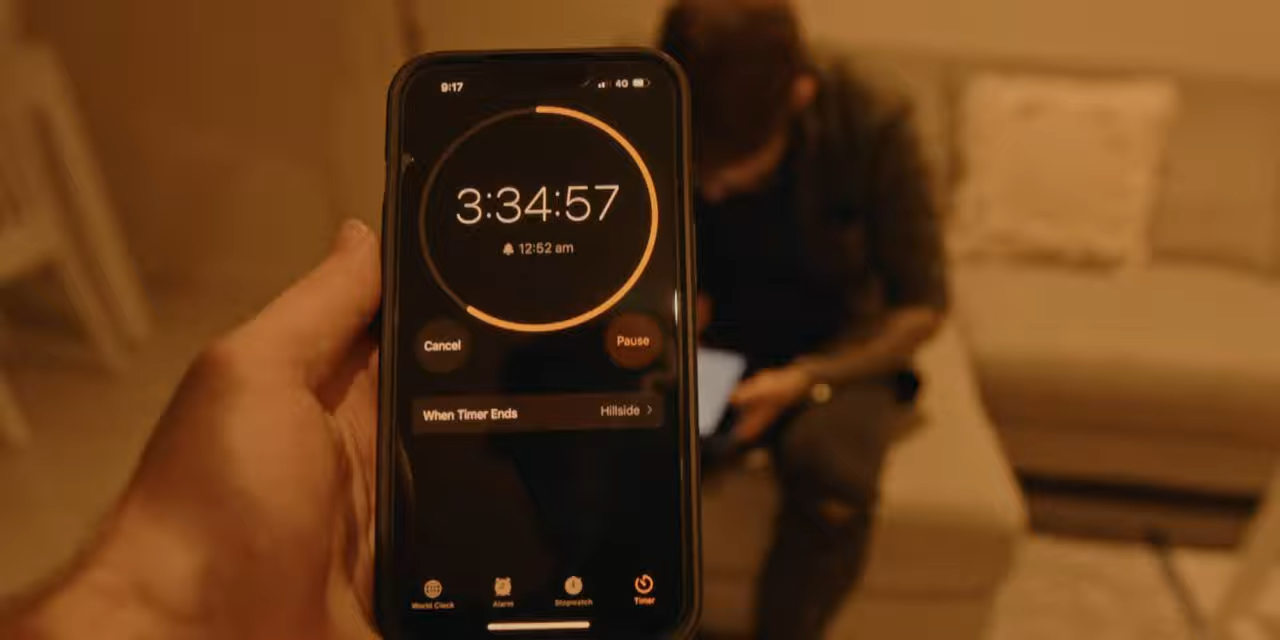 9:17 4G
3:34:57
12:52 am
Cancel Pause
When Timer Ends Hillside
World Clock Alarm Stopwatch Timer